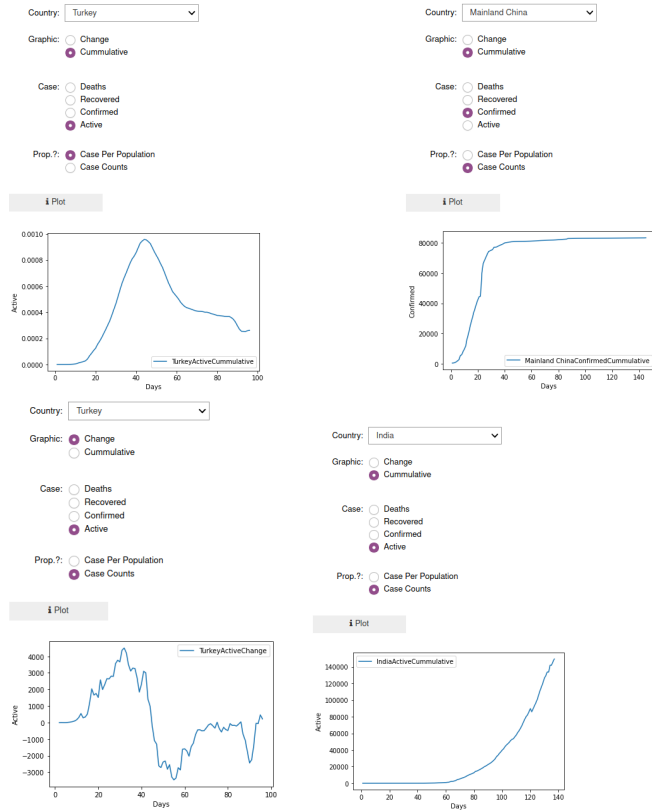 Country: Turkey
Graphic: Change
Cummulative
Case: Deaths
Recovered
Confirmed
Active
Prop.?: Case Per Population
Case Counts
i Plot
0.0010
0.0008
0.0006
0.0004
0.0002
0.0000
Active
TurkeyActiveCummulative
0 20 40 60 80 100
Days
Country: Mainland China
Graphic: Change
Cummulative
Case: Deaths
Recovered
Confirmed
Active
Prop.?: Case Per Population
Case Counts
i Plot
80000
60000
40000
20000
0
Confirmed
Mainland ChinaConfirmedCummulative
0 20 40 60 80 100 120 140
Days
Country: Turkey
Graphic: Change
Cummulative
Case: Deaths
Recovered
Confirmed
Active
Prop.?: Case Per Population
Case Counts
i Plot
TurkeyActiveChange
4000
3000
2000
1000
0
−1000
−2000
−3000
Active
0 20 40 60 80 100
Days
Country: India
Graphic: Change
Cummulative
Case: Deaths
Recovered
Confirmed
Active
Prop.?: Case Per Population
Case Counts
i Plot
IndiaActiveCummulative
140000
120000
100000
80000
60000
40000
20000
0
Active
0 20 40 60 80 100 120 140
Days